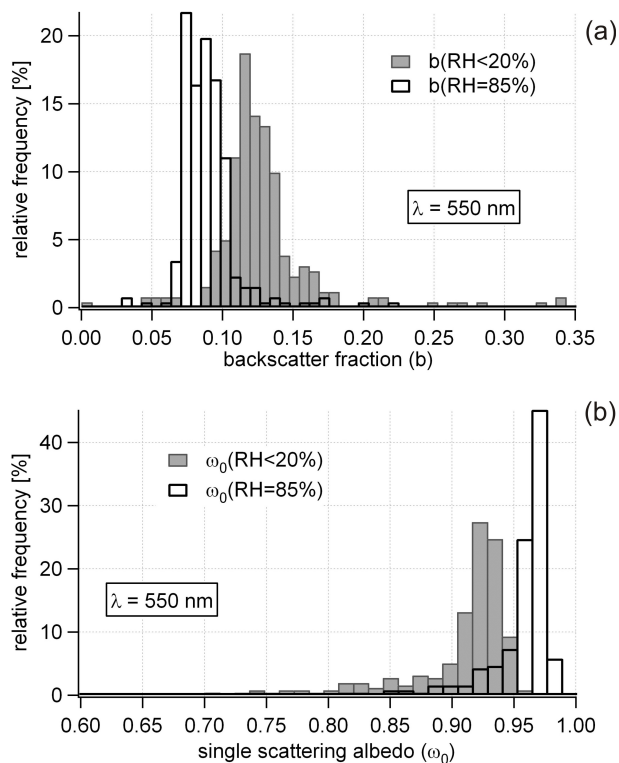 (a)
relative frequency [%]
20
15
10
5
0
b(RH<20%)
b(RH=85%)
λ = 550 nm
0.00 0.05 0.10 0.15 0.20 0.25 0.30 0.35
backscatter fraction (b)
(b)
relative frequency [%]
40
30
20
10
0
ω0(RH<20%)
ω0(RH=85%)
λ = 550 nm
0.60 0.65 0.70 0.75 0.80 0.85 0.90 0.95 1.00
single scattering albedo (ω0)